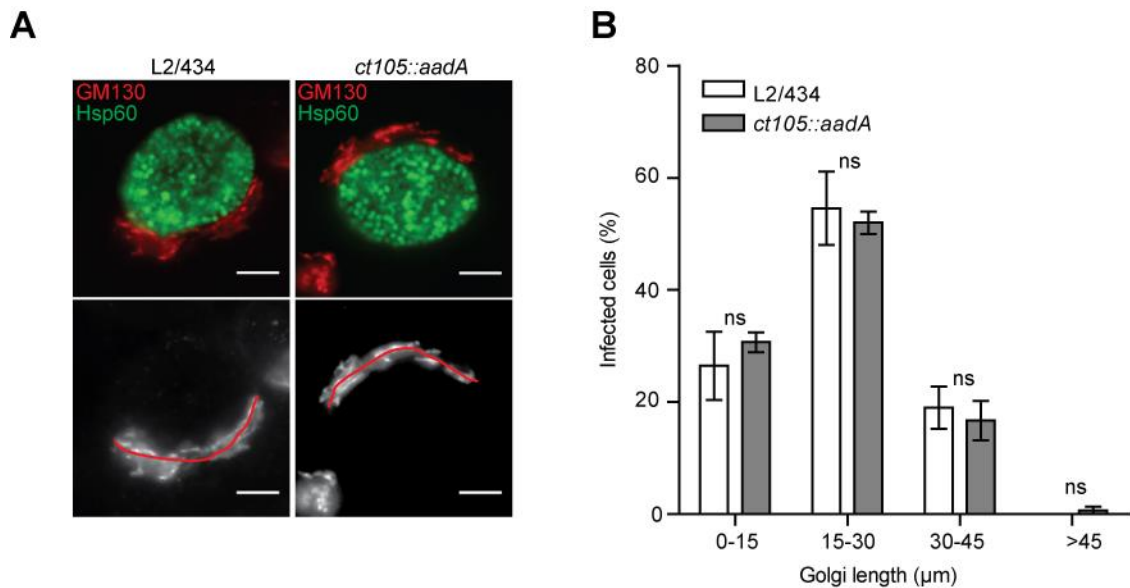 A
L2/434
ct105::aadA
GM130
Hsp60
GM130
Hsp60
B
80
60
40
20
0
Infected cells (%)
L2/434
ct105::aadA
ns
ns
ns
ns
0-15
15-30
30-45
>45
Golgi length (µm)